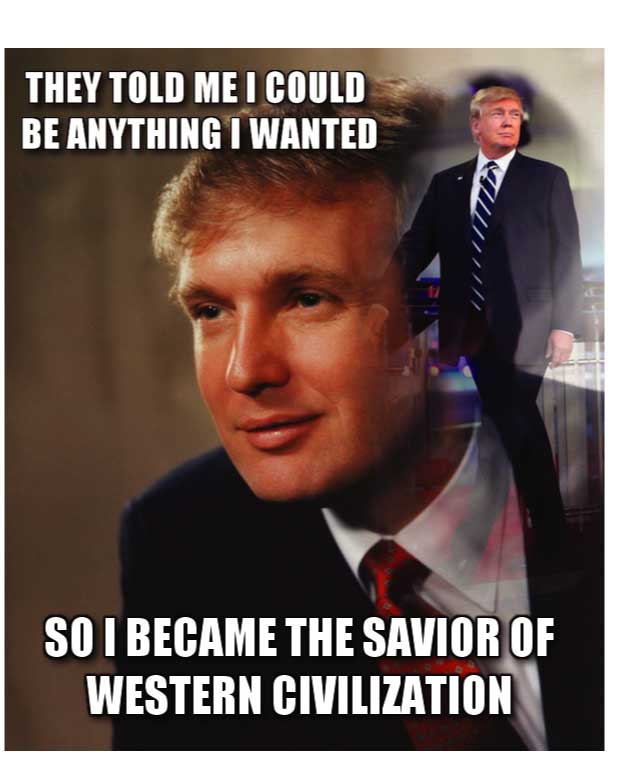 THEY TOLD ME I COULD
BE ANYTHING I WANTED
SO I BECAME THE SAVIOR OF
WESTERN CIVILIZATION